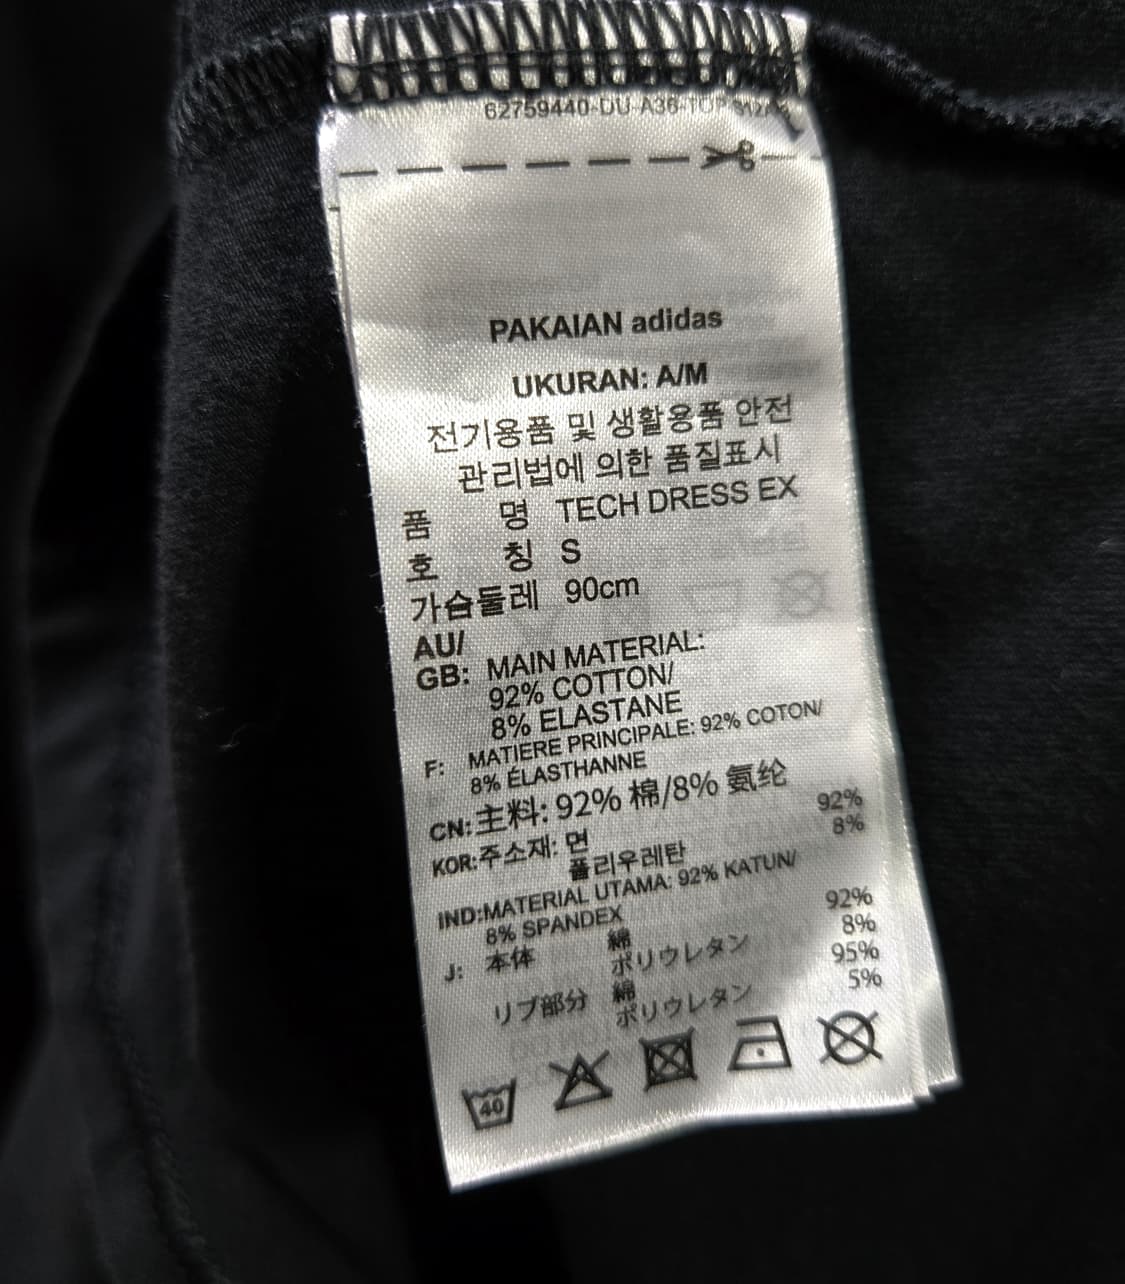 62759440-DU-A36-TOP
PAKAIAN adidas
UKURAN: A/M
전기용품 및 생활용품 안전
관리법에 의한 품질표시
품 명 TECH DRESS EX
호 칭 S
가슴둘레 90cm
AU/
GB: MAIN MATERIAL:
92% COTTON/
8% ELASTANE
F: MATIERE PRINCIPALE: 92% COTON/
8% ÉLASTHANNE
CN:主料: 92% 棉/8% 氨纶
KOR:주소재: 면 92%
폴리우레탄 8%
IND:MATERIAL UTAMA: 92% KATUN/
8% SPANDEX
J: 本体 綿 92%
ポリウレタン 8%
リブ部分 綿 95%
ポリウレタン 5%
40